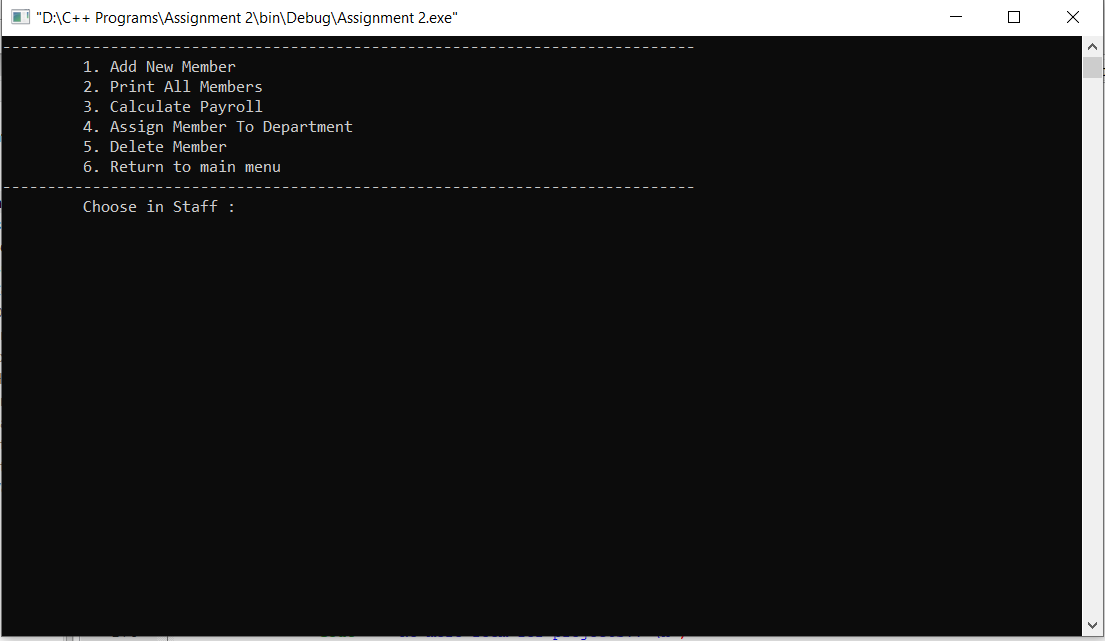 "D:\C++ Programs\Assignment 2\bin\Debug\Assignment 2.exe"
-----------------------------------------------------------------------------
1. Add New Member
2. Print All Members
3. Calculate Payroll
4. Assign Member To Department
5. Delete Member
6. Return to main menu
-----------------------------------------------------------------------------
Choose in Staff :